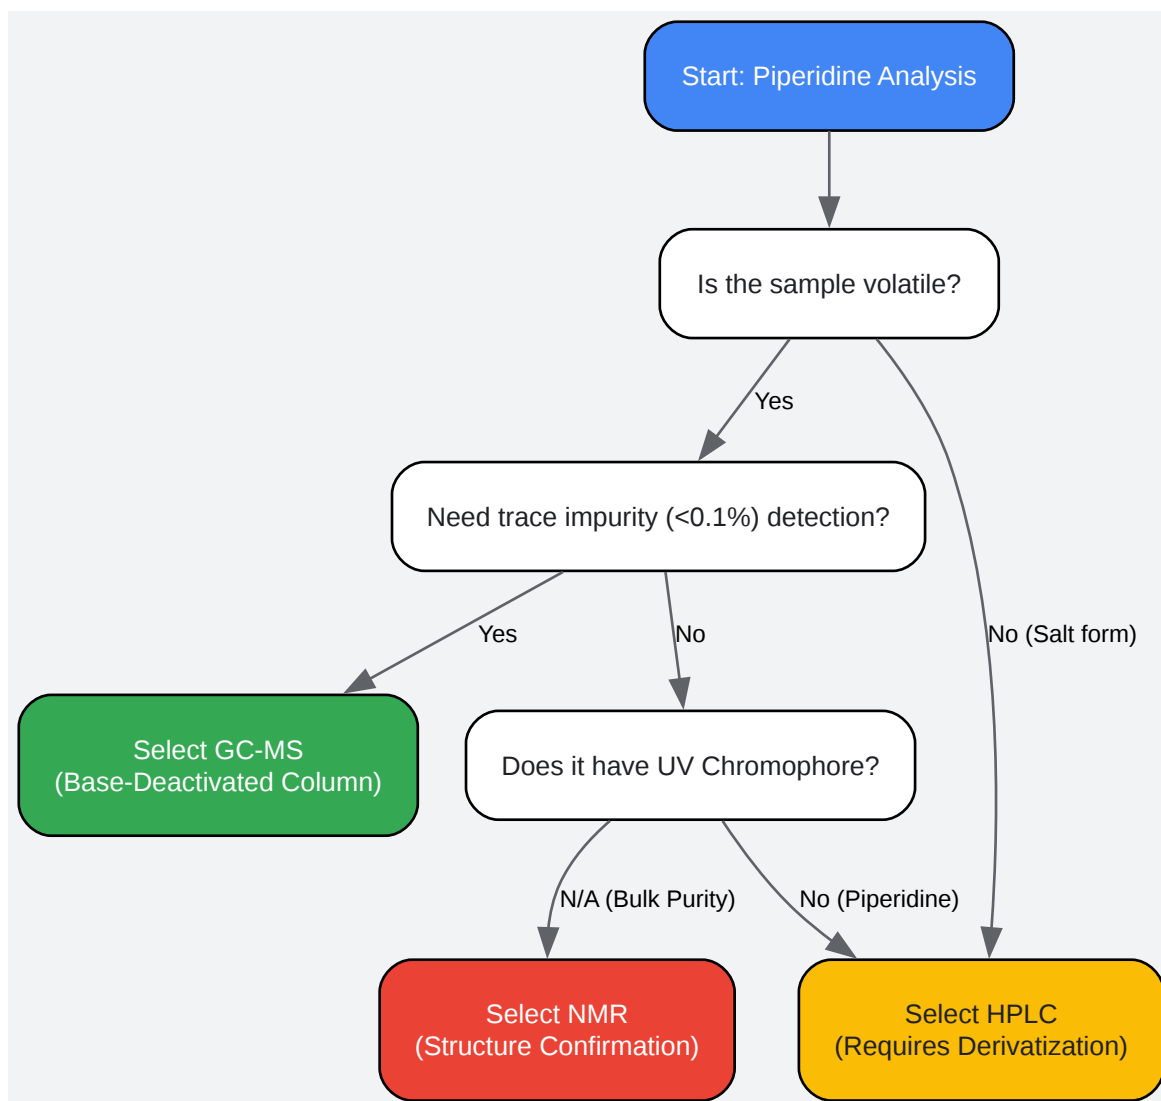 Start: Piperidine Analysis
Is the sample volatile?
Yes
Need trace impurity (<0.1%) detection?
Yes
No
No (Salt form)
Select GC-MS
(Base-Deactivated Column)
Does it have UV Chromophore?
N/A (Bulk Purity)
No (Piperidine)
Select NMR
(Structure Confirmation)
Select HPLC
(Requires Derivatization)